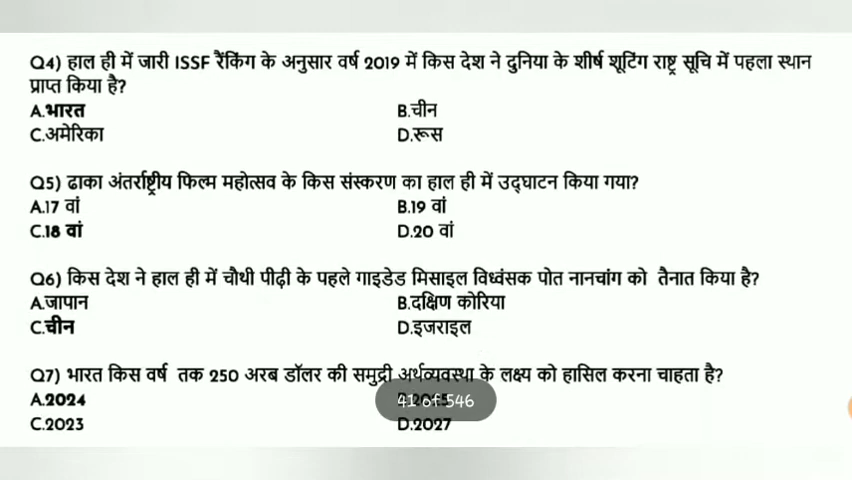 Q4) हाल ही में जारी ISSF रैंकिंग के अनुसार वर्ष 2019 में किस देश ने दुनिया के शीर्ष शूटिंग राष्ट्र सूचि में पहला स्थान
प्राप्त किया है?
A.भारत B.चीन
C.अमेरिका D.रूस
Q5) ढाका अंतर्राष्ट्रीय फिल्म महोत्सव के किस संस्करण का हाल ही में उद्घाटन किया गया?
A.17 वां B.19 वां
C.18 वां D.20 वां
Q6) किस देश ने हाल ही में चौथी पीढ़ी के पहले गाइडेड मिसाइल विध्वंसक पोत नानचांग को तैनात किया है?
A.जापान B.दक्षिण कोरिया
C.चीन D.इजराइल
Q7) भारत किस वर्ष तक 250 अरब डॉलर की समुद्री अर्थव्यवस्था के लक्ष्य को हासिल करना चाहता है?
A.2024
41 of 546
C.2023 D.2027